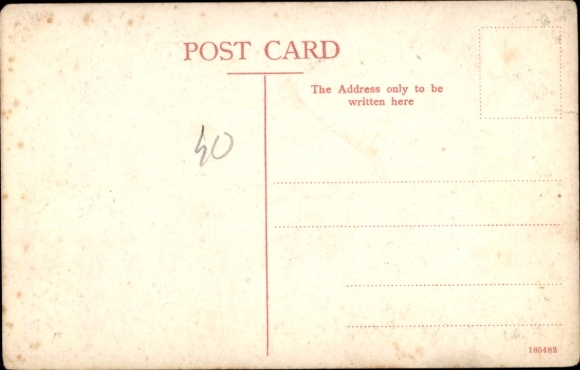 POST CARD
The Address only to be
written here
40
185482